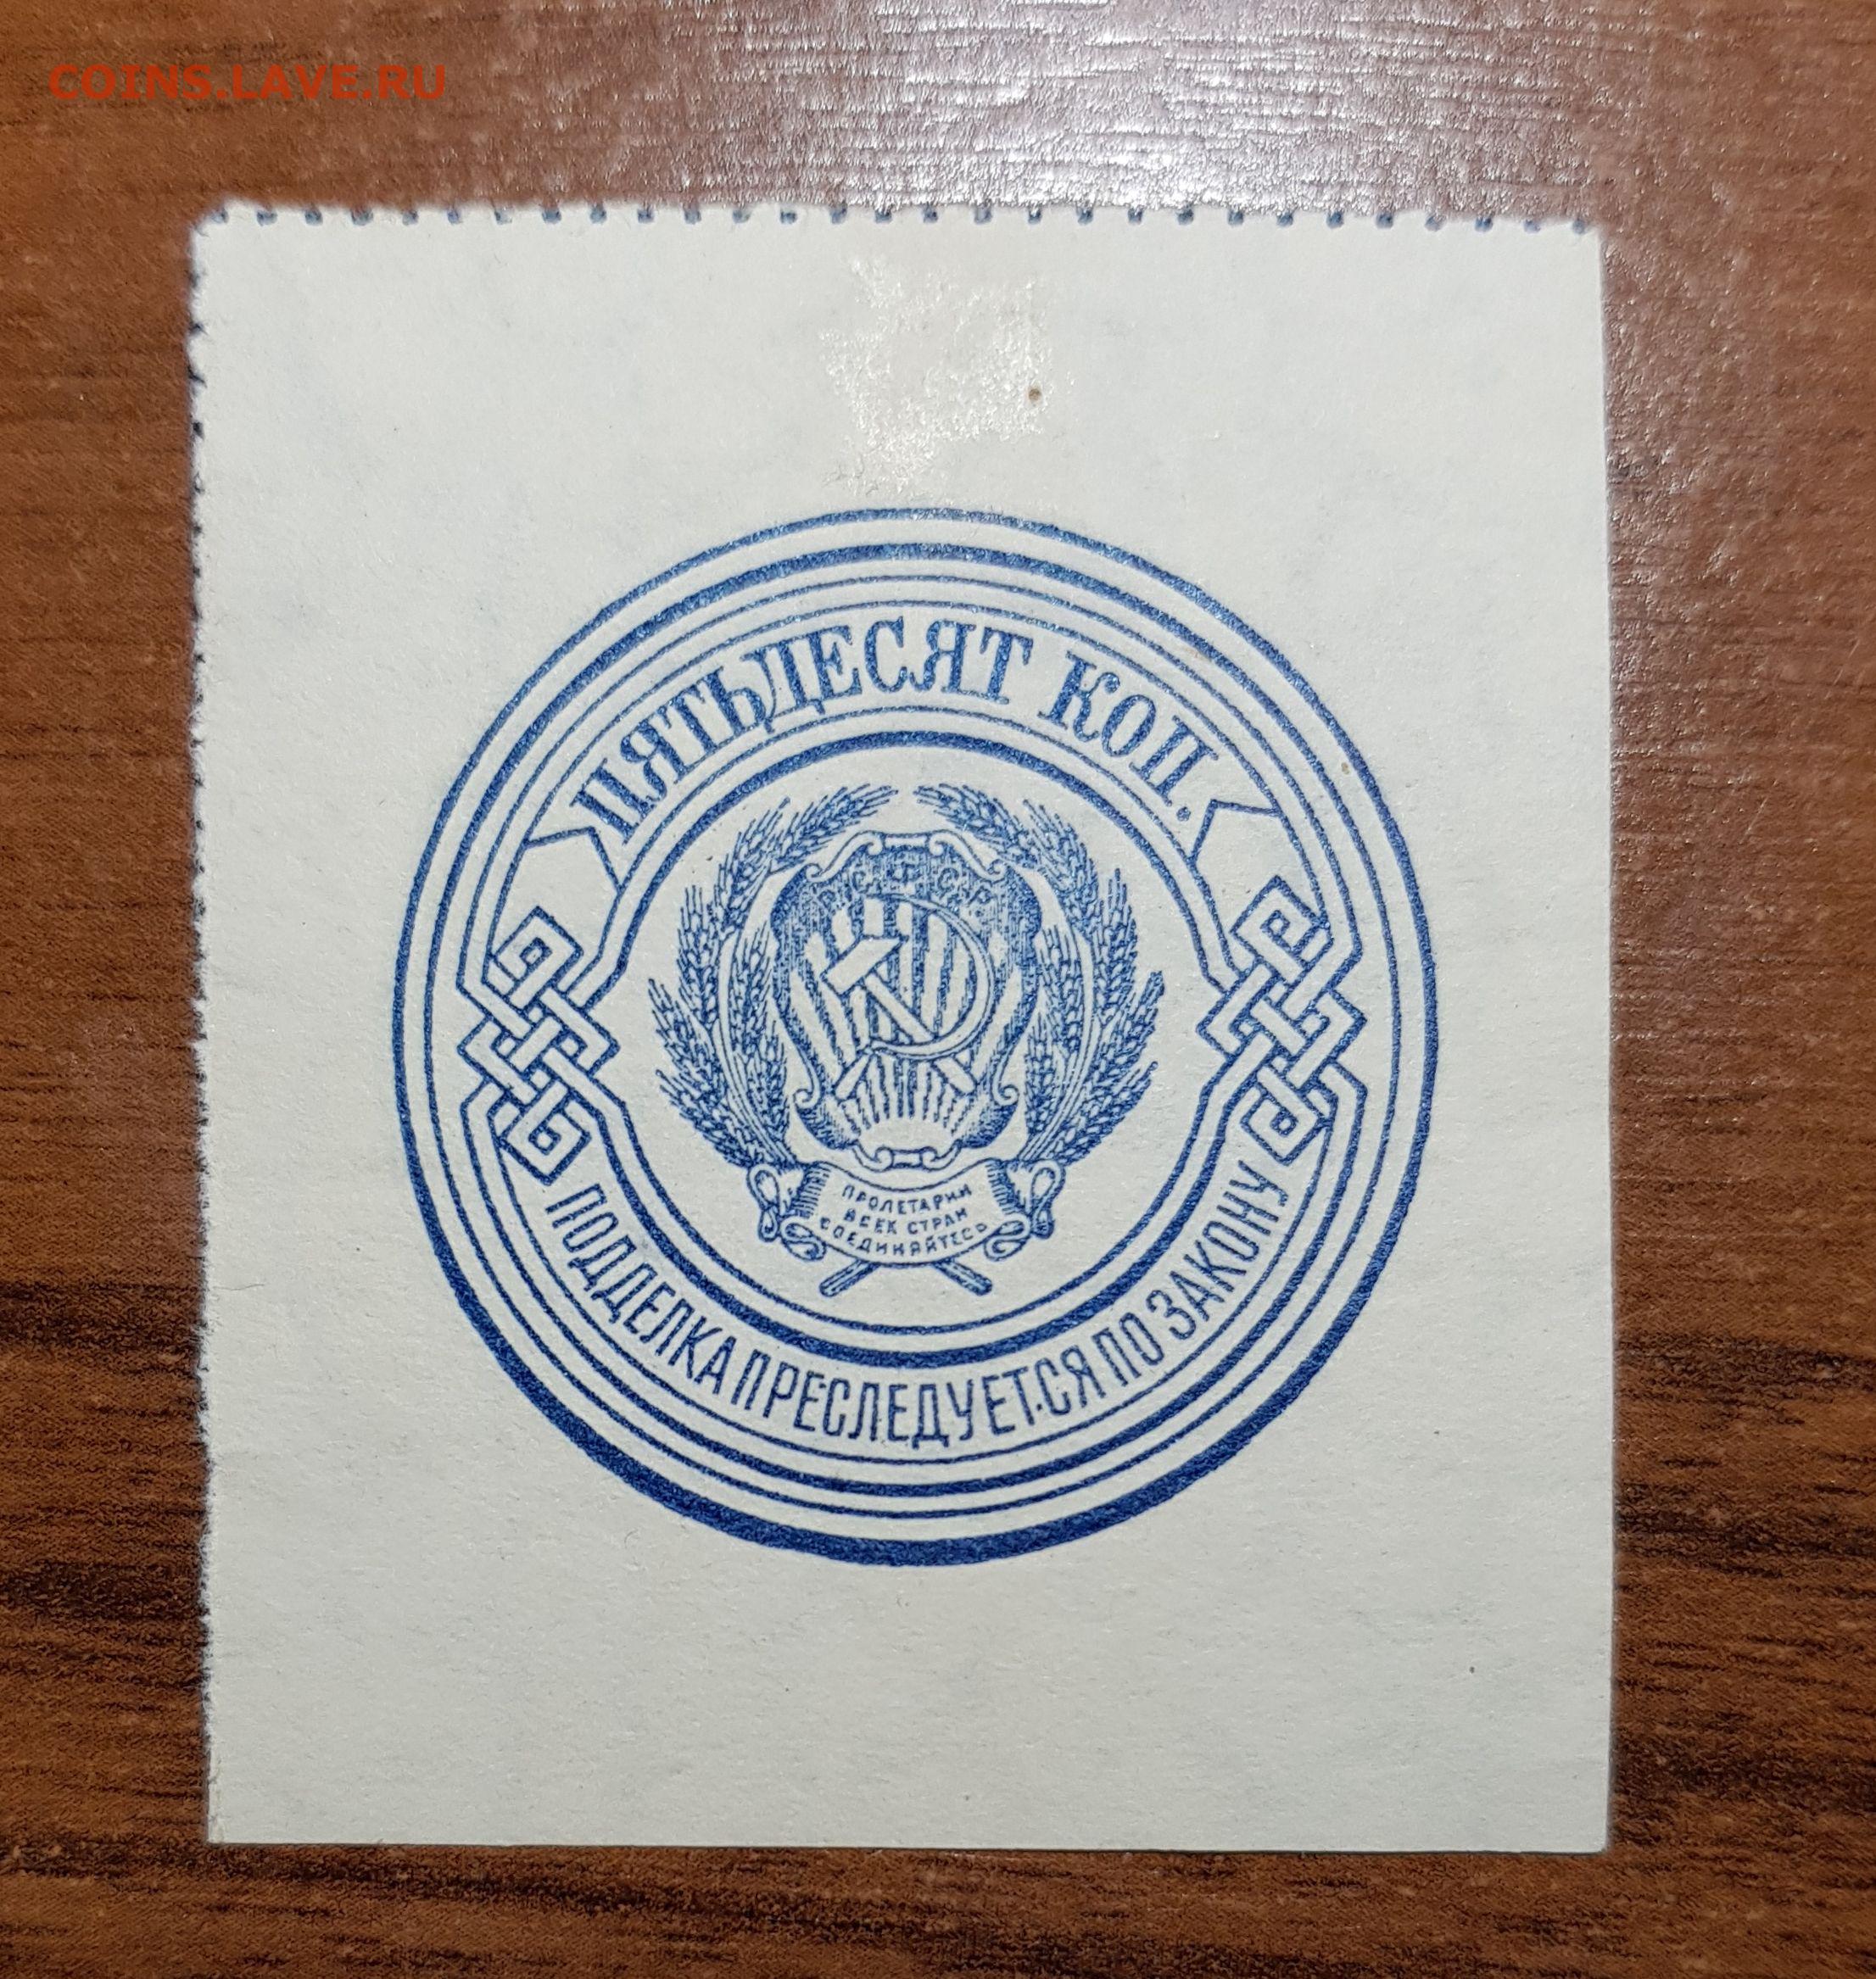 COINS.LAVE.RU
ПЯТЬДЕСЯТ КОП.
Р С Ф С Р
ПРОЛЕТАРИИ
ВСЕХ СТРАН
СОЕДИНЯЙТЕСЬ
ПОДДЕЛКА ПРЕСЛЕДУЕТСЯ ПО ЗАКОНУ